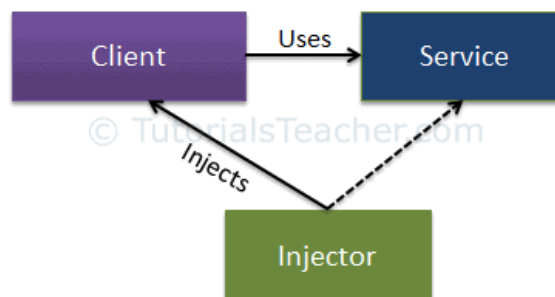 Uses
Client
Service
© TutorialsTeacher.com
Injects
Injector